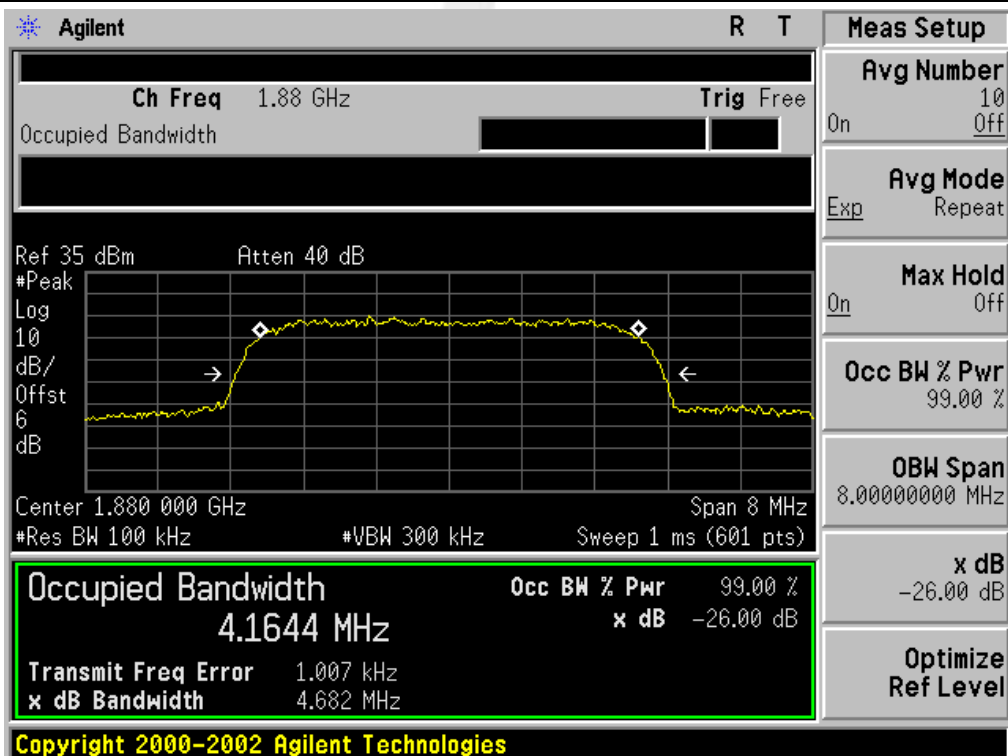 Agilent R T
Ch Freq 1.88 GHz Trig Free
Occupied Bandwidth
Ref 35 dBm Atten 40 dB
#Peak
Log
10
dB/
Offst
6
dB
Center 1.880 000 GHz Span 8 MHz
#Res BW 100 kHz #VBW 300 kHz Sweep 1 ms (601 pts)
Occupied Bandwidth
4.1644 MHz
Occ BW % Pwr 99.00 %
x dB -26.00 dB
Transmit Freq Error 1.007 kHz
x dB Bandwidth 4.682 MHz
Copyright 2000-2002 Agilent Technologies
Meas Setup
Avg Number
10
On Off
Avg Mode
Exp Repeat
Max Hold
On Off
Occ BW % Pwr
99.00 %
OBW Span
8.00000000 MHz
x dB
-26.00 dB
Optimize
Ref Level